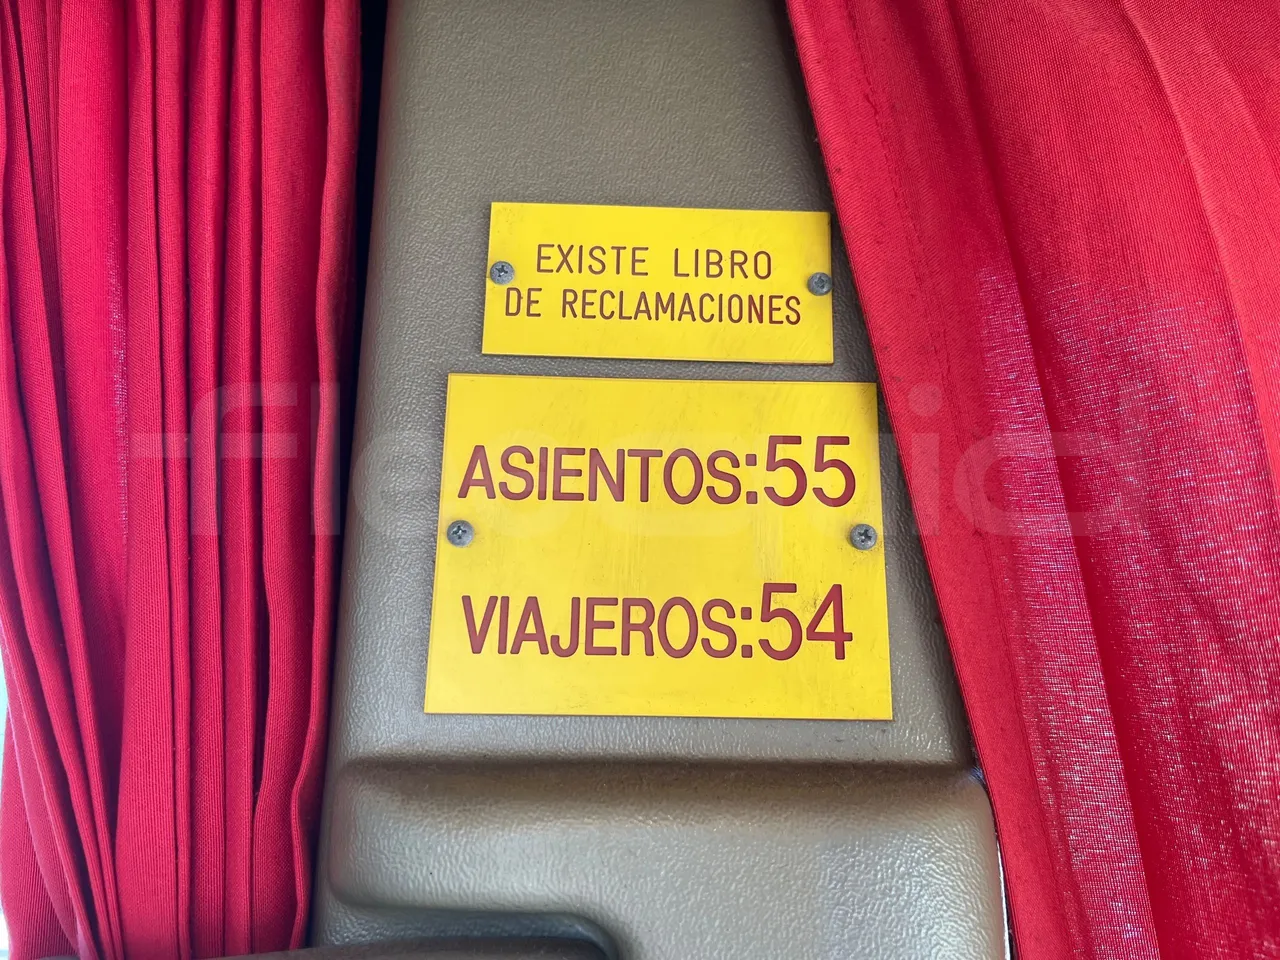 EXISTE LIBRO
DE RECLAMACIONES
ASIENTOS:55
VIAJEROS:54